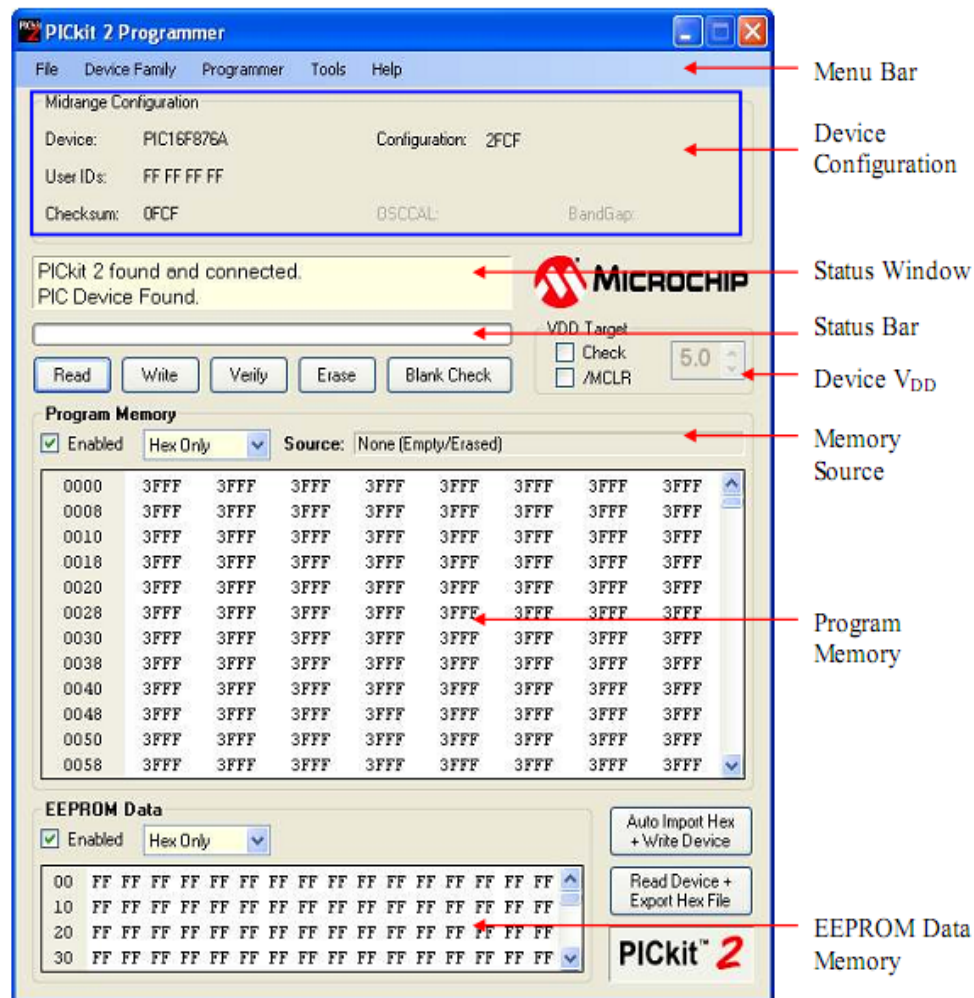 PICkit 2 Programmer
File Device Family Programmer Tools Help
Menu Bar
Midrange Configuration
Device: PIC16F876A Configuration: 2FCF
Device
Configuration
User IDs: FF FF FF FF
Checksum: 0FCF OSCCAL: BandGap:
PICkit 2 found and connected.
PIC Device Found.
MICROCHIP
Status Window
Status Bar
VDD Target
Check
/MCLR
5.0
Device VDD
Read Write Verify Erase Blank Check
Program Memory
Enabled Hex Only Source: None (Empty/Erased)
Memory
Source
0000 3FFF 3FFF 3FFF 3FFF 3FFF 3FFF 3FFF 3FFF
0008 3FFF 3FFF 3FFF 3FFF 3FFF 3FFF 3FFF 3FFF
0010 3FFF 3FFF 3FFF 3FFF 3FFF 3FFF 3FFF 3FFF
0018 3FFF 3FFF 3FFF 3FFF 3FFF 3FFF 3FFF 3FFF
0020 3FFF 3FFF 3FFF 3FFF 3FFF 3FFF 3FFF 3FFF
0028 3FFF 3FFF 3FFF 3FFF 3FFF 3FFF 3FFF 3FFF
0030 3FFF 3FFF 3FFF 3FFF 3FFF 3FFF 3FFF 3FFF
0038 3FFF 3FFF 3FFF 3FFF 3FFF 3FFF 3FFF 3FFF
0040 3FFF 3FFF 3FFF 3FFF 3FFF 3FFF 3FFF 3FFF
0048 3FFF 3FFF 3FFF 3FFF 3FFF 3FFF 3FFF 3FFF
0050 3FFF 3FFF 3FFF 3FFF 3FFF 3FFF 3FFF 3FFF
0058 3FFF 3FFF 3FFF 3FFF 3FFF 3FFF 3FFF 3FFF
Program
Memory
EEPROM Data
Enabled Hex Only
Auto Import Hex
+ Write Device
Read Device +
Export Hex File
00 FF FF FF FF FF FF FF FF FF FF FF FF FF FF FF FF
10 FF FF FF FF FF FF FF FF FF FF FF FF FF FF FF FF
20 FF FF FF FF FF FF FF FF FF FF FF FF FF FF FF FF
30 FF FF FF FF FF FF FF FF FF FF FF FF FF FF FF FF
PICkit™ 2
EEPROM Data
Memory